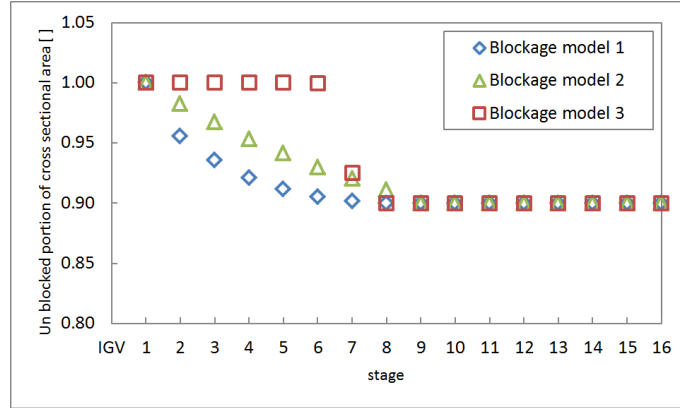 Un blocked portion of cross sectional area [ ]
1.05
1.00
0.95
0.90
0.85
0.80
Blockage model 1
Blockage model 2
Blockage model 3
IGV 1 2 3 4 5 6 7 8 9 10 11 12 13 14 15 16
stage